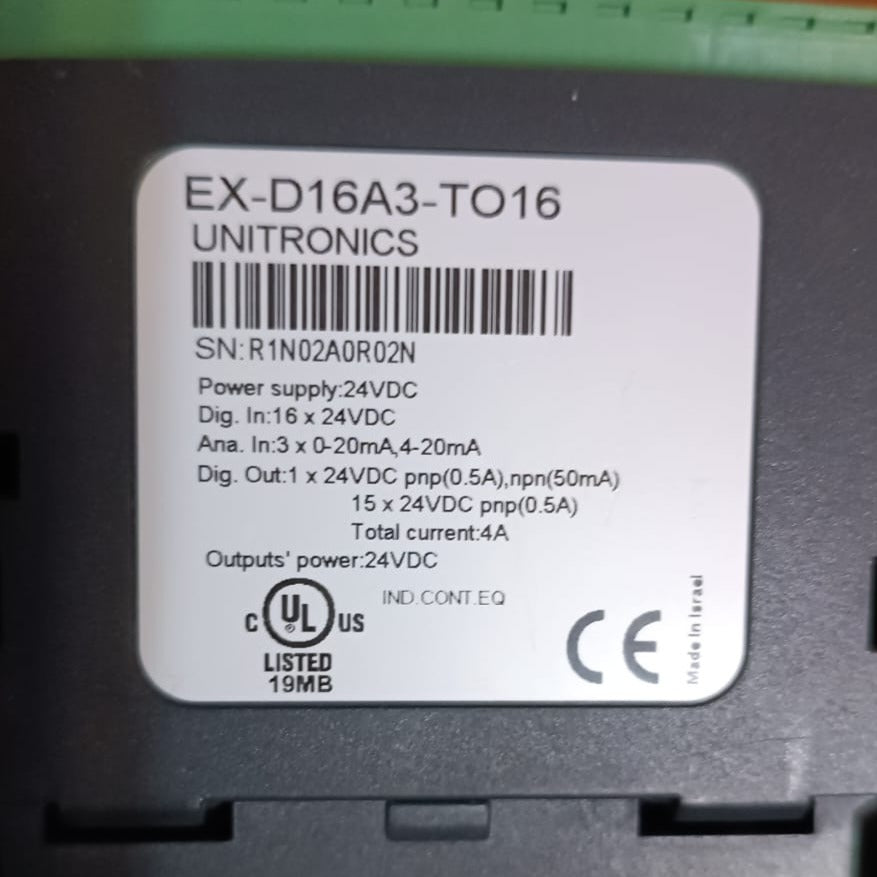 EX-D16A3-TO16
UNITRONICS
SN:R1N02A0R02N
Power supply:24VDC
Dig. In:16 x 24VDC
Ana. In:3 x 0-20mA,4-20mA
Dig. Out:1 x 24VDC pnp(0.5A),npn(50mA)
15 x 24VDC pnp(0.5A)
Total current:4A
Outputs' power:24VDC
IND.CONT.EQ
C UL US
LISTED
19MB
CE
Made in Israel